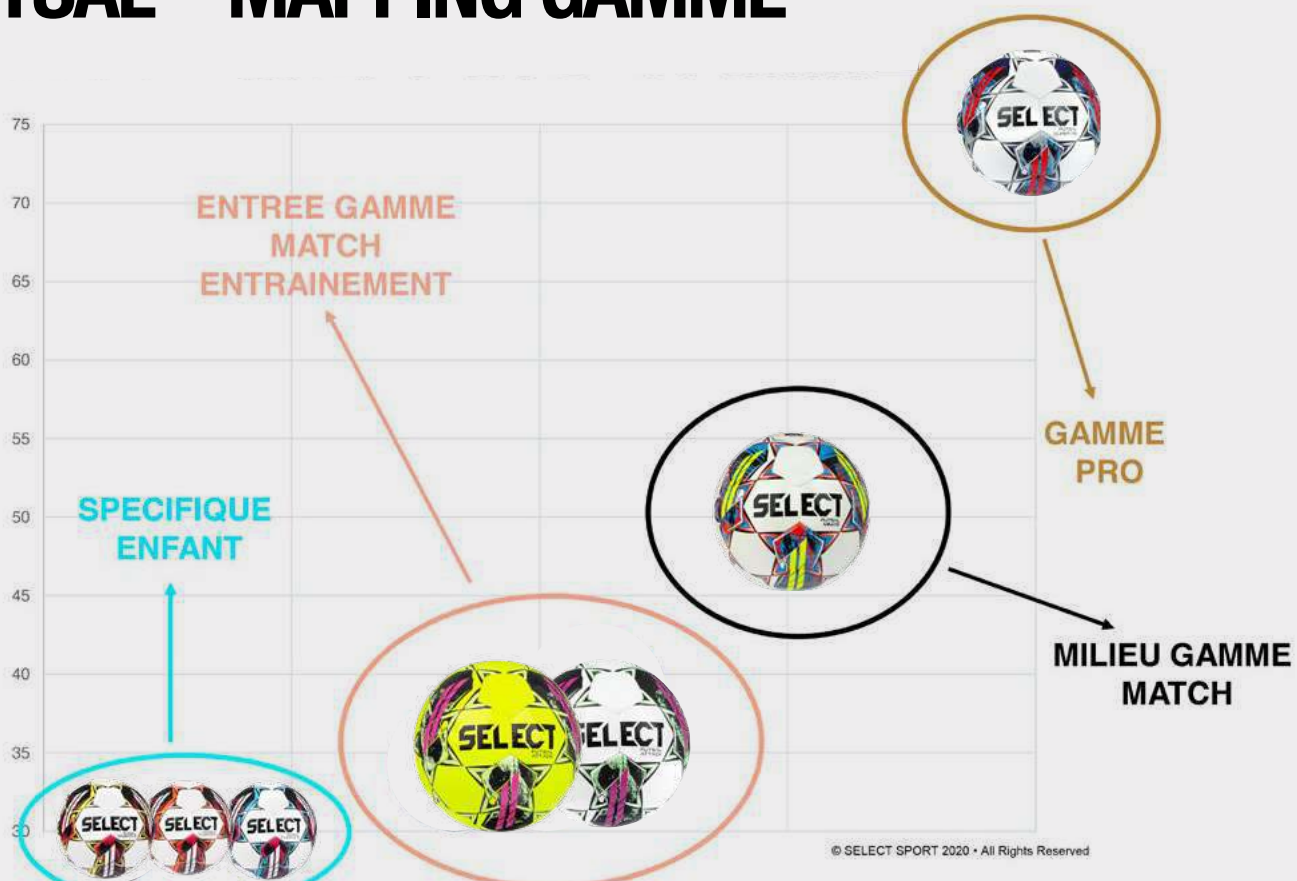 MAPPING GAMME
75
70
65
60
55
50
45
40
35
30
ENTREE GAMME
MATCH
ENTRAINEMENT
SPECIFIQUE
ENFANT
GAMME
PRO
MILIEU GAMME
MATCH
SELECT
SELECT
SELECT
SELECT
SELECT
SELECT
SELECT
© SELECT SPORT 2020 • All Rights Reserved